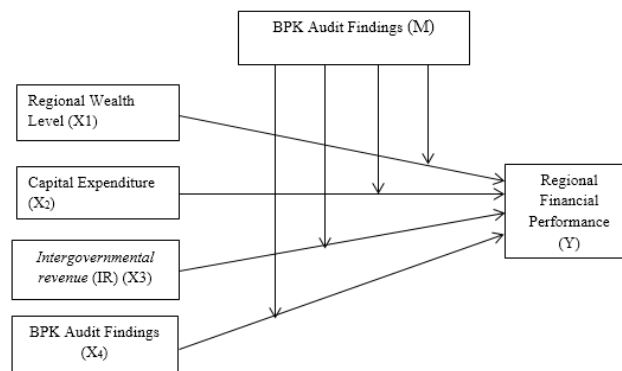 BPK Audit Findings (M)
Regional Wealth
Level (X1)
Capital Expenditure
(X₂)
Intergovernmental
revenue (IR) (X3)
BPK Audit Findings
(X₄)
Regional
Financial
Performance
(Y)